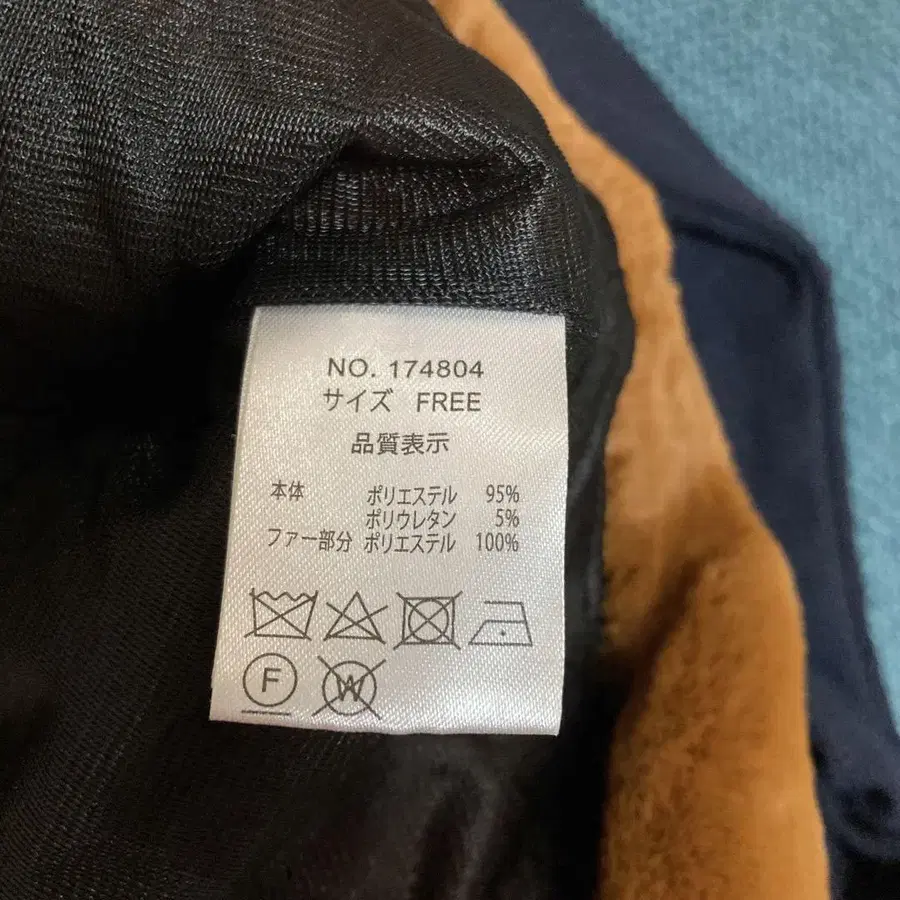 NO. 174804
サイズ FREE
品質表示
本体 ポリエステル 95%
ポリウレタン 5%
ファー部分 ポリエステル 100%
F W